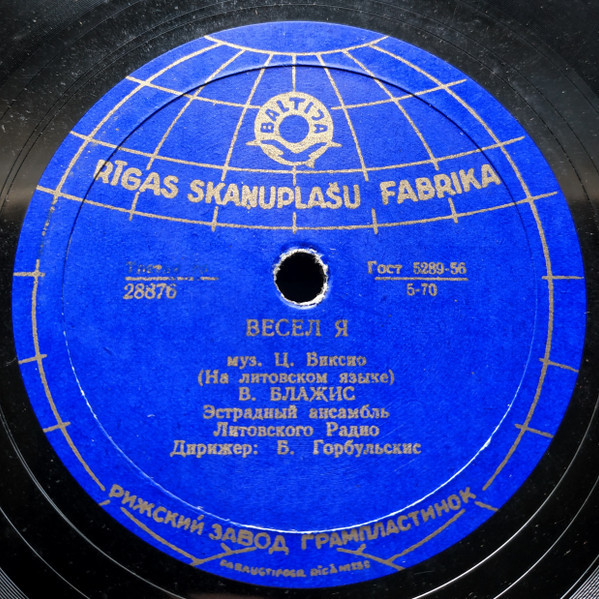 BALTIJA
RĪGAS SKAŅUPLAŠU FABRIKA
28876
Гост 5289-56
5-70
ВЕСЕЛ Я
муз. Ц. Виксио
(На литовском языке)
В. БЛАЖИС
Эстрадный ансамбль
Литовского Радио
Дирижер: Б. Горбульскис
РИЖСКИЙ ЗАВОД ГРАМПЛАСТИНОК